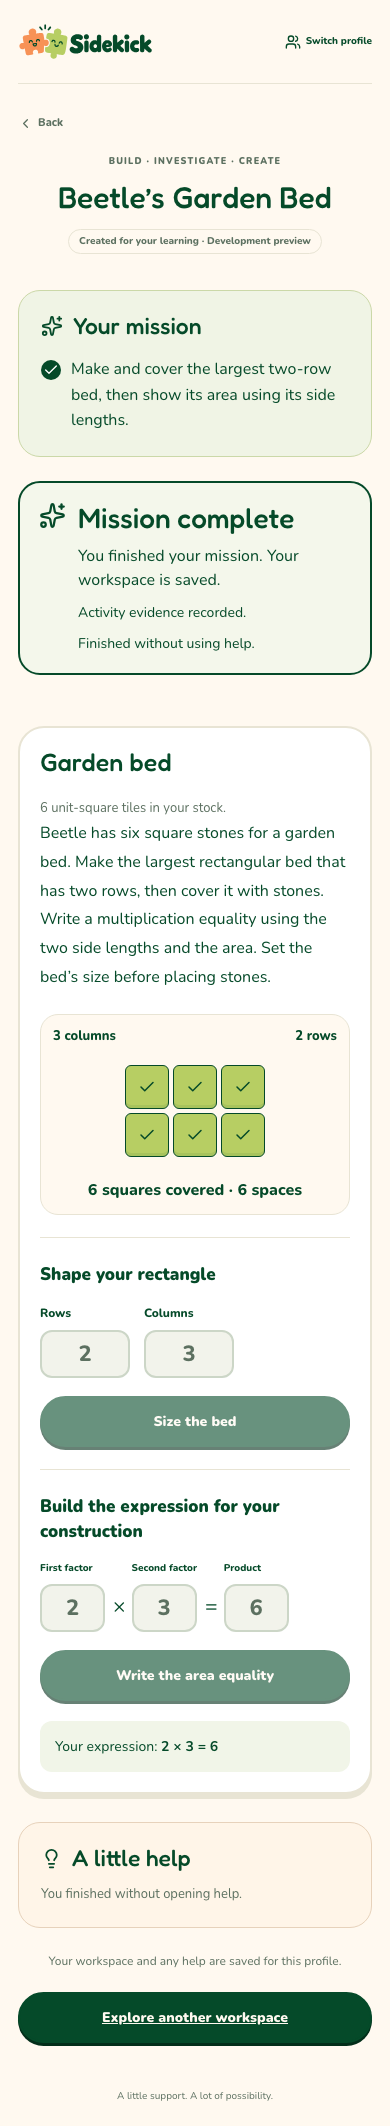 Sidekick
Switch profile
Back
BUILD · INVESTIGATE · CREATE
Beetle’s Garden Bed
Created for your learning · Development preview
Your mission
Make and cover the largest two-row
bed, then show its area using its side
lengths.
Mission complete
You finished your mission. Your
workspace is saved.
Activity evidence recorded.
Finished without using help.
Garden bed
6 unit-square tiles in your stock.
Beetle has six square stones for a garden
bed. Make the largest rectangular bed that
has two rows, then cover it with stones.
Write a multiplication equality using the
two side lengths and the area. Set the
bed’s size before placing stones.
3 columns 2 rows
6 squares covered · 6 spaces
Shape your rectangle
Rows Columns
2 3
Size the bed
Build the expression for your
construction
First factor Second factor Product
2 × 3 = 6
Write the area equality
Your expression: 2 × 3 = 6
A little help
You finished without opening help.
Your workspace and any help are saved for this profile.
Explore another workspace
A little support. A lot of possibility.